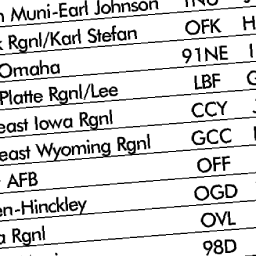 Muni-Earl Johnson
Rgnl/Karl Stefan OFK
Omaha 91NE
Platte Rgnl/Lee LBF
east Iowa Rgnl CCY
east Wyoming Rgnl GCC
AFB OFF
en-Hinckley OGD
Rgnl OVL
98D